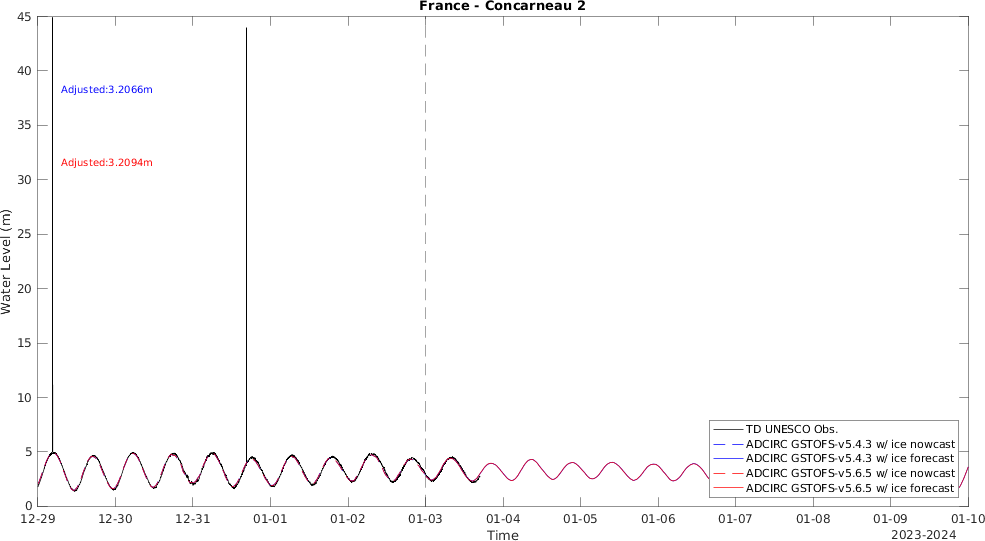 France - Concarneau 2
45
40
35
30
25
20
15
10
5
0
Water Level (m)
Adjusted:3.2066m
Adjusted:3.2094m
TD UNESCO Obs.
ADCIRC GSTOFS-v5.4.3 w/ ice nowcast
ADCIRC GSTOFS-v5.4.3 w/ ice forecast
ADCIRC GSTOFS-v5.6.5 w/ ice nowcast
ADCIRC GSTOFS-v5.6.5 w/ ice forecast
12-29 12-30 12-31 01-01 01-02 01-03 01-04 01-05 01-06 01-07 01-08 01-09 01-10
Time
2023-2024